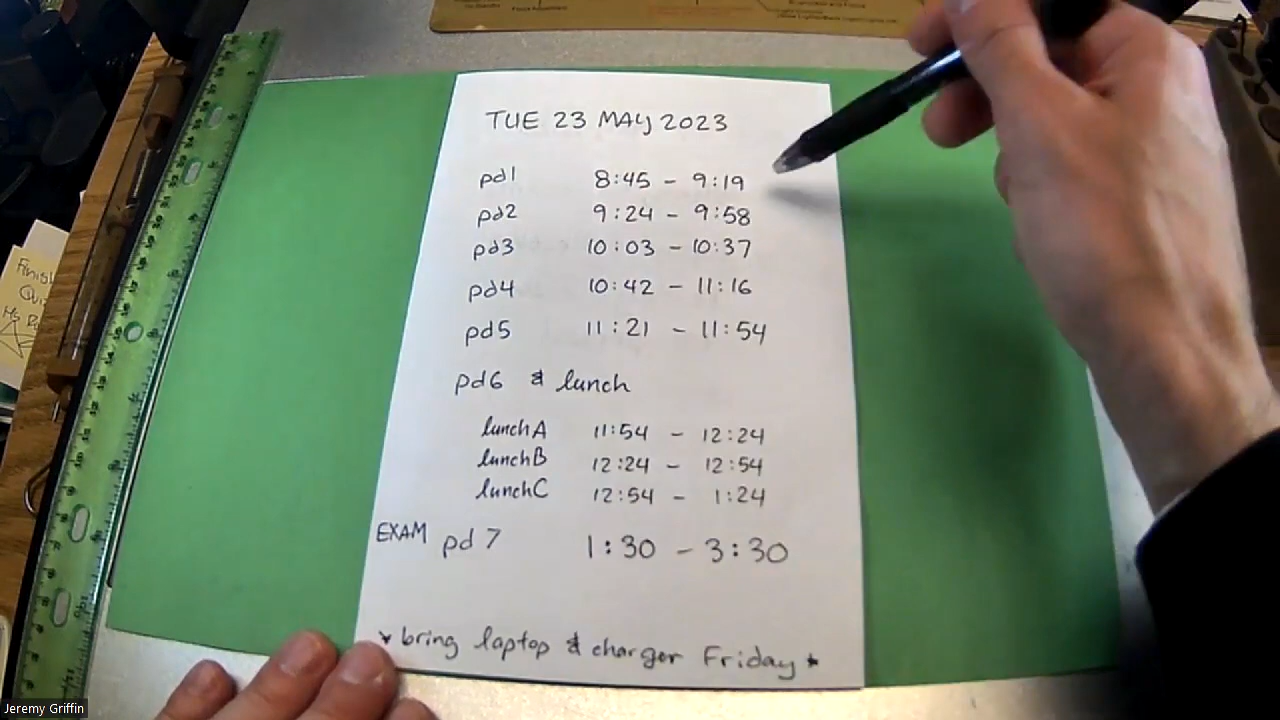 TUE 23 MAY 2023
pd1 8:45 - 9:19
pd2 9:24 - 9:58
pd3 10:03 - 10:37
pd4 10:42 - 11:16
pd5 11:21 - 11:54
pd6 & lunch
lunchA 11:54 - 12:24
lunchB 12:24 - 12:54
lunchC 12:54 - 1:24
EXAM pd 7 1:30 - 3:30
* bring laptop & charger Friday *
Jeremy Griffin